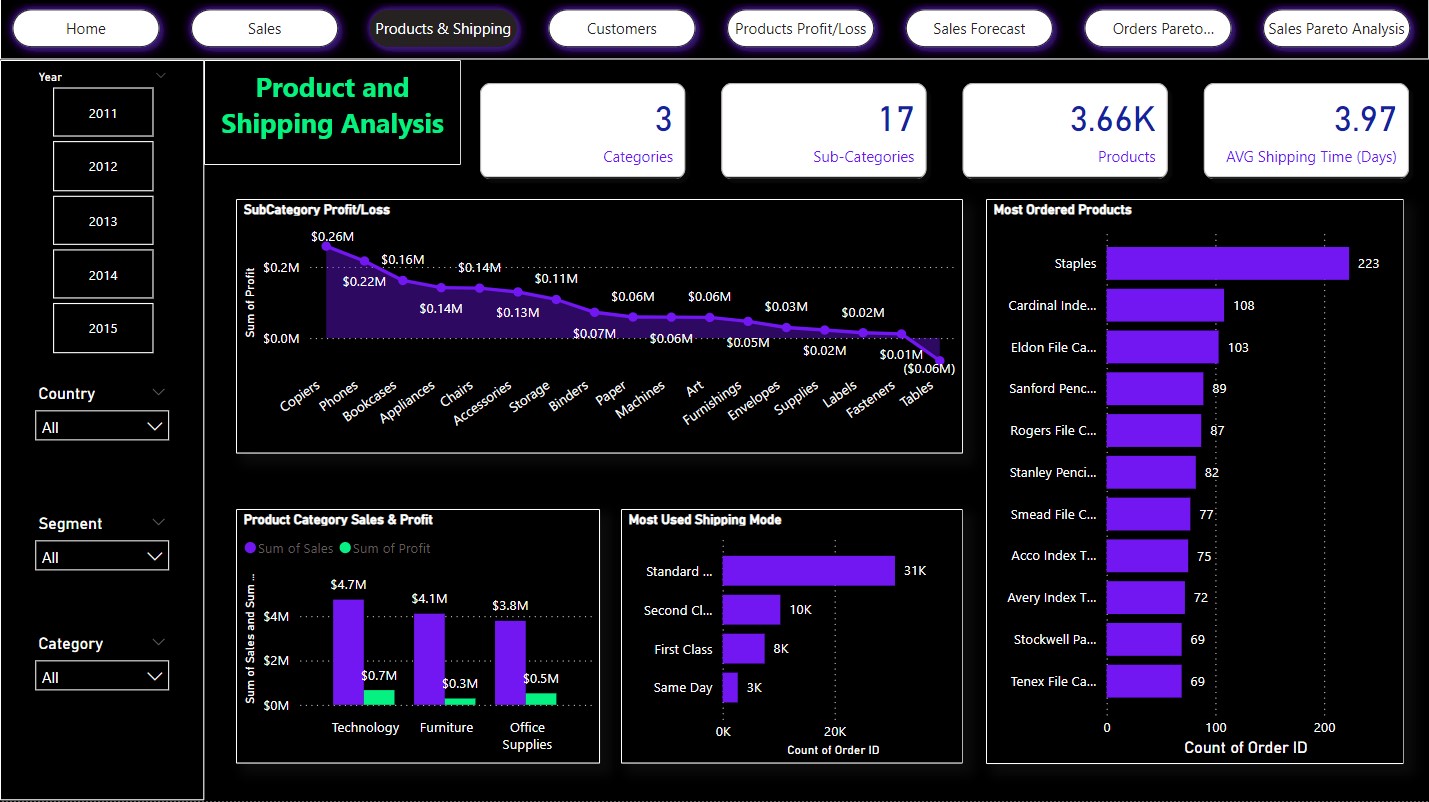 Home
Sales
Products & Shipping
Customers
Products Profit/Loss
Sales Forecast
Orders Pareto...
Sales Pareto Analysis
Year
2011
2012
2013
2014
2015
Country
All
Segment
All
Category
All
Product and
Shipping Analysis
3
Categories
17
Sub-Categories
3.66K
Products
3.97
AVG Shipping Time (Days)
SubCategory Profit/Loss
Sum of Profit
$0.2M
$0.0M
$0.26M
$0.22M
$0.16M
$0.14M
$0.14M
$0.13M
$0.11M
$0.07M
$0.06M
$0.06M
$0.06M
$0.05M
$0.03M
$0.02M
$0.02M
$0.01M
($0.06M)
Copiers
Phones
Bookcases
Appliances
Chairs
Accessories
Storage
Binders
Paper
Machines
Art
Furnishings
Envelopes
Supplies
Labels
Fasteners
Tables
Product Category Sales & Profit
Sum of Sales
Sum of Profit
Sum of Sales and Sum ...
$4M
$2M
$0M
$4.7M
$0.7M
$4.1M
$0.3M
$3.8M
$0.5M
Technology
Furniture
Office
Supplies
Most Used Shipping Mode
Standard ...
31K
Second Cl...
10K
First Class
8K
Same Day
3K
0K
20K
Count of Order ID
Most Ordered Products
Staples
223
Cardinal Inde...
108
Eldon File Ca...
103
Sanford Penc...
89
Rogers File C...
87
Stanley Penci...
82
Smead File C...
77
Acco Index T...
75
Avery Index T...
72
Stockwell Pa...
69
Tenex File Ca...
69
0
100
200
Count of Order ID